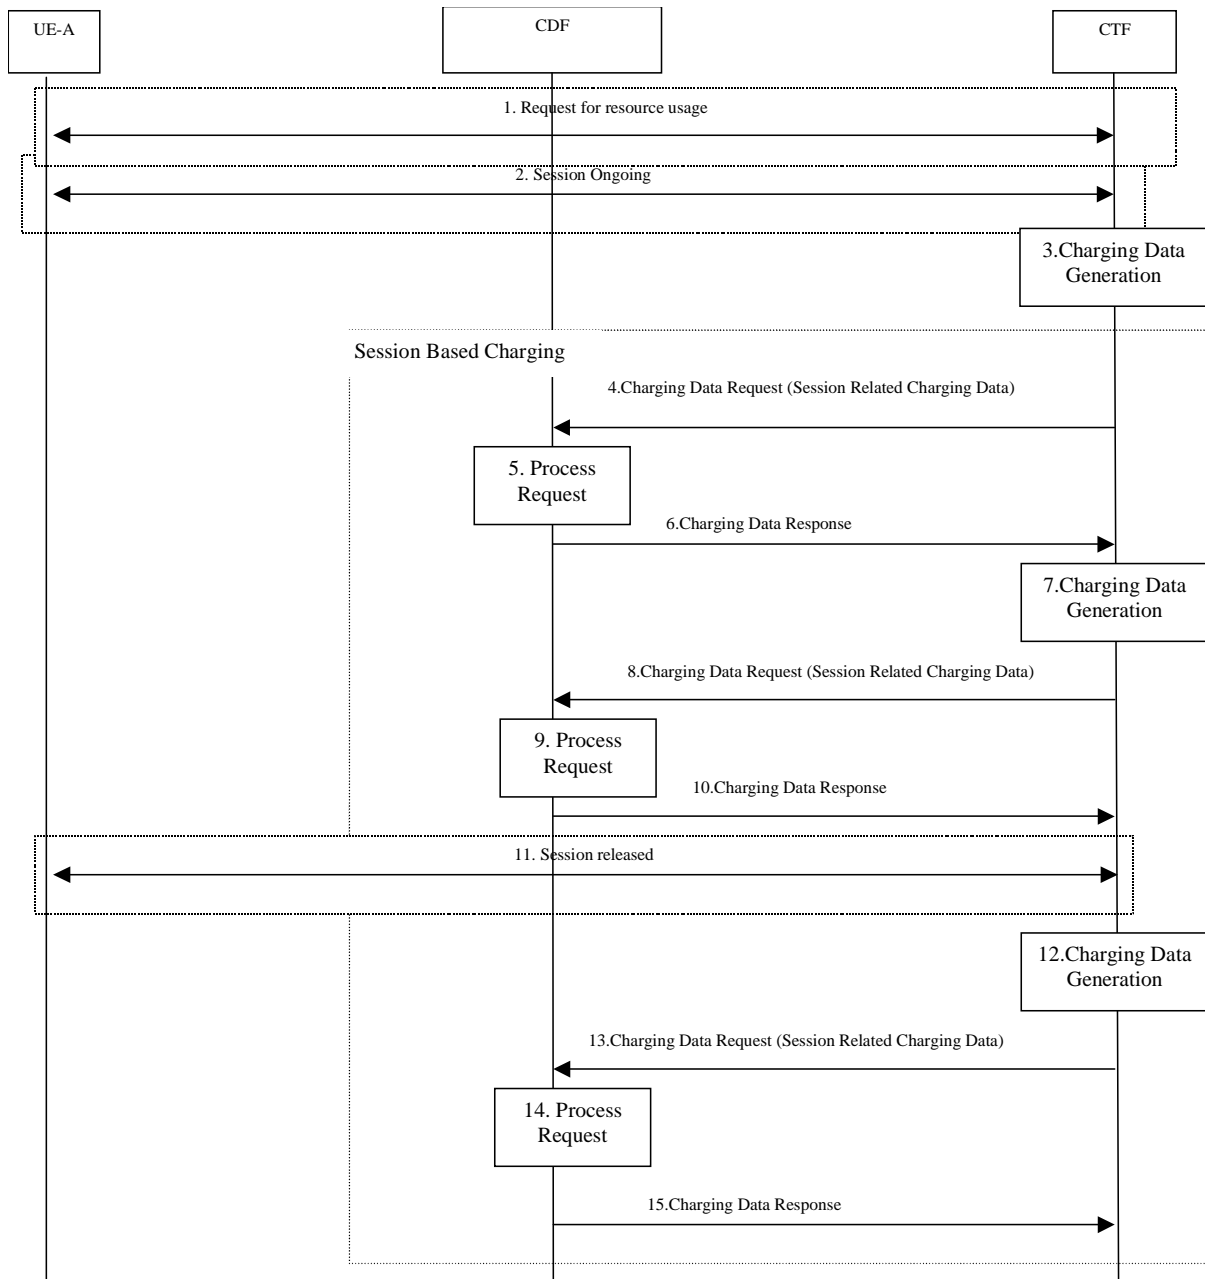 UE-A
CDF
CTF
1. Request for resource usage
2. Session Ongoing
3.Charging Data
Generation
Session Based Charging
4.Charging Data Request (Session Related Charging Data)
5. Process
Request
6.Charging Data Response
7.Charging Data
Generation
8.Charging Data Request (Session Related Charging Data)
9. Process
Request
10.Charging Data Response
11. Session released
12.Charging Data
Generation
13.Charging Data Request (Session Related Charging Data)
14. Process
Request
15.Charging Data Response